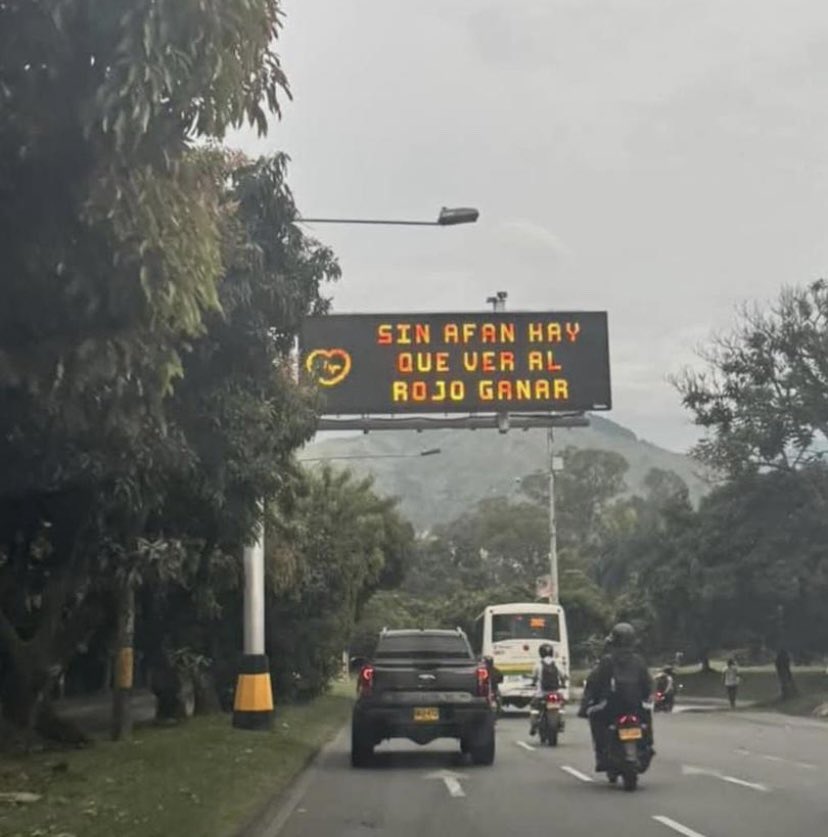 SIN AFAN HAY
QUE VER AL
ROJO GANAR